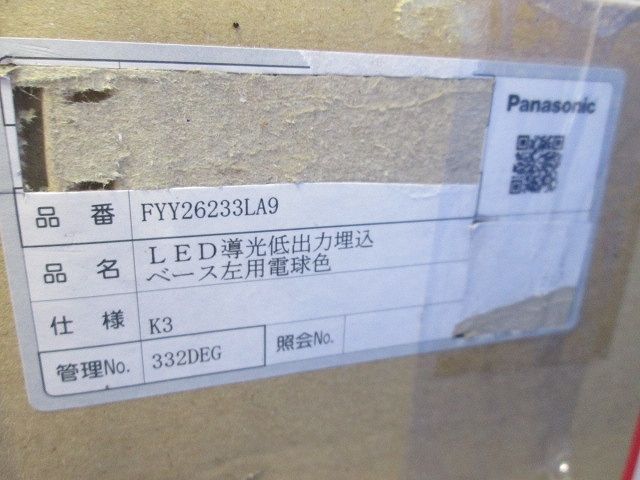 Panasonic
品番 FYY26233LA9
品名 LED導光低出力埋込
ベース左用電球色
仕様 K3
管理No. 332DEG 照会No.